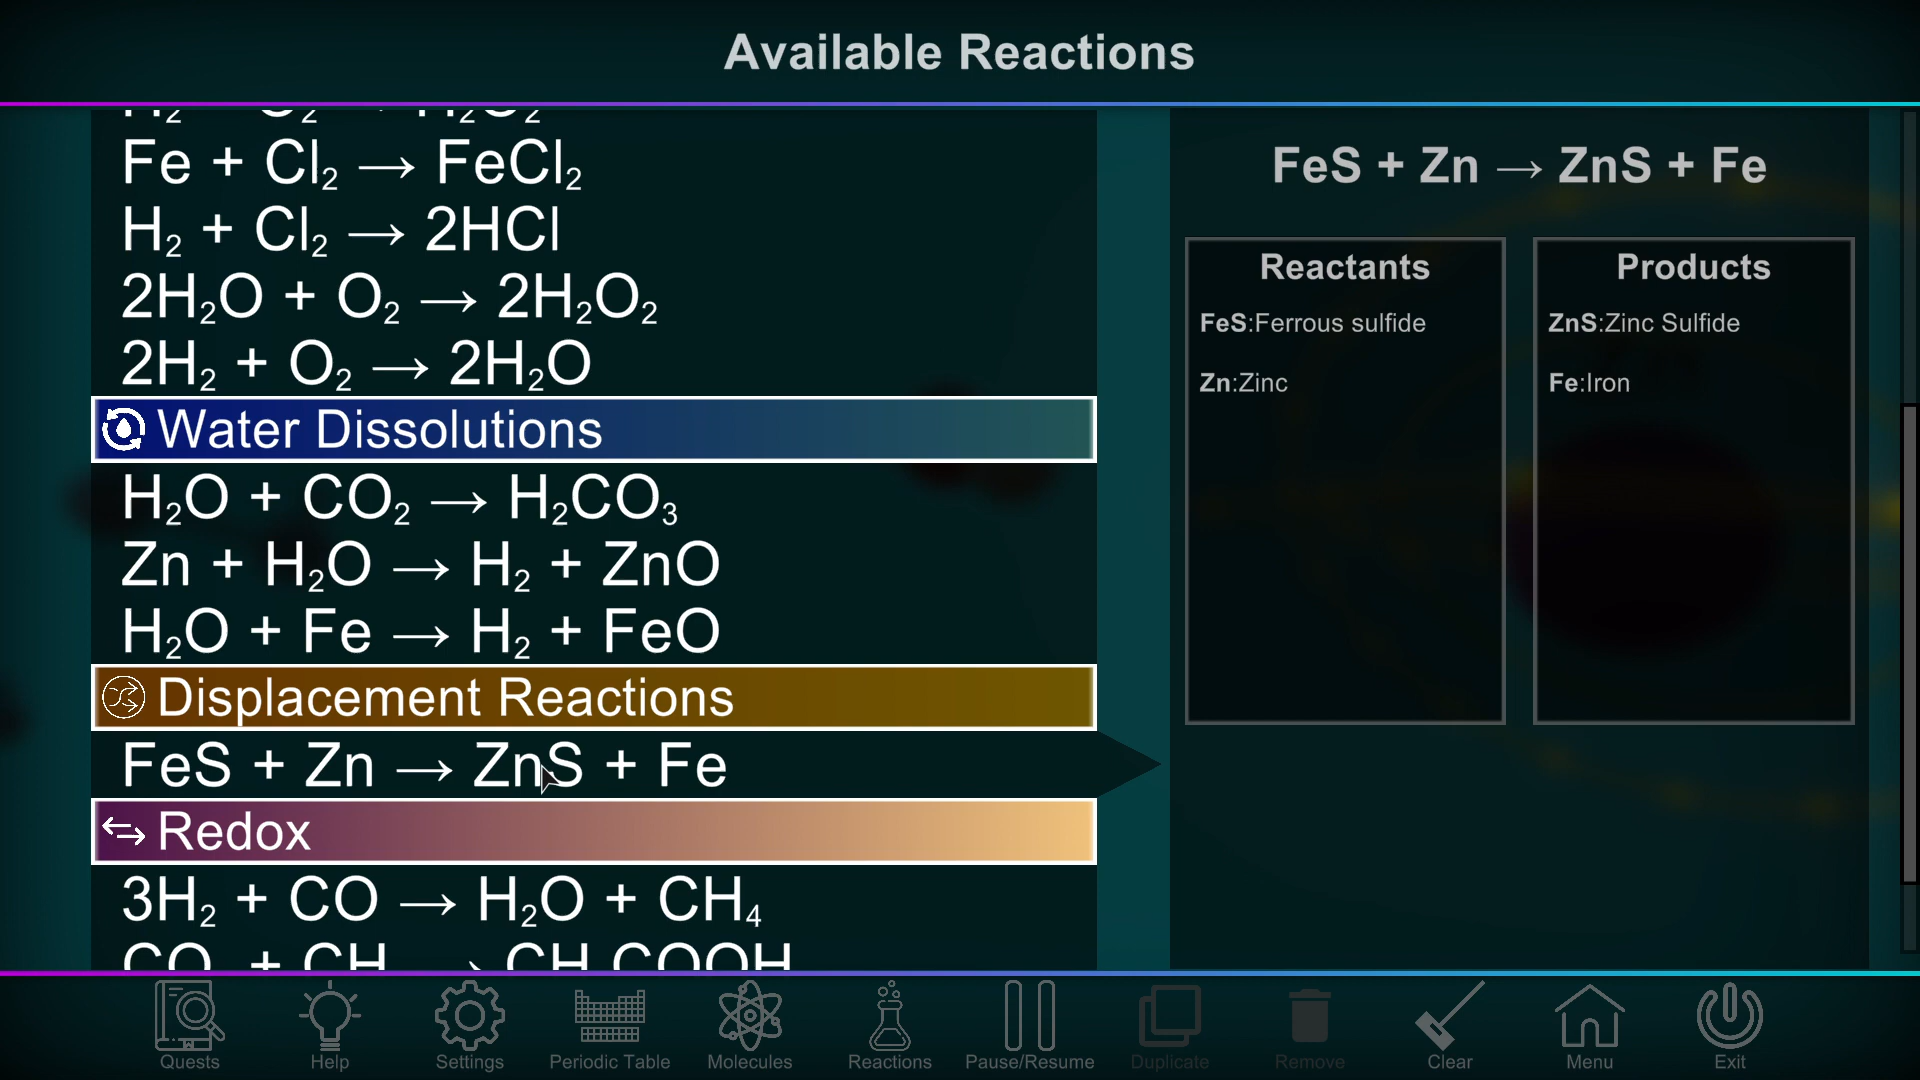 Available Reactions
Fe + Cl₂ → FeCl₂
H₂ + Cl₂ → 2HCl
2H₂O + O₂ → 2H₂O₂
2H₂ + O₂ → 2H₂O
Water Dissolutions
H₂O + CO₂ → H₂CO₃
Zn + H₂O → H₂ + ZnO
H₂O + Fe → H₂ + FeO
Displacement Reactions
FeS + Zn → ZnS + Fe
Redox
3H₂ + CO → H₂O + CH₄
FeS + Zn → ZnS + Fe
Reactants
FeS:Ferrous sulfide
Zn:Zinc
Products
ZnS:Zinc Sulfide
Fe:Iron
Quests
Help
Settings
Periodic Table
Molecules
Reactions
Pause/Resume
Duplicate
Remove
Clear
Menu
Exit